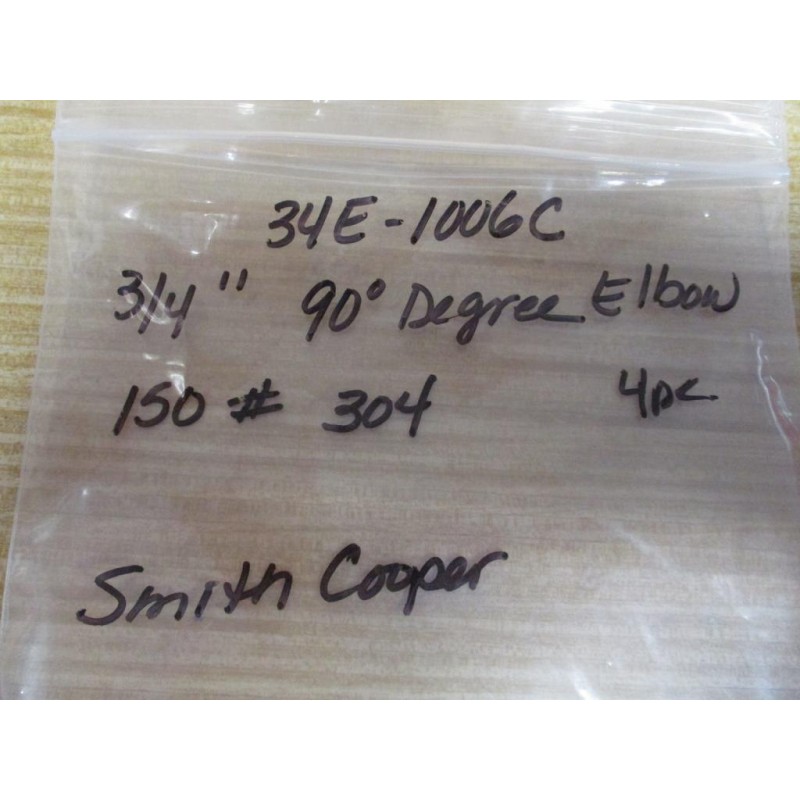 34E-1006C
3/4" 90° Degree Elbow
150 # 304 4pc
Smith Cooper